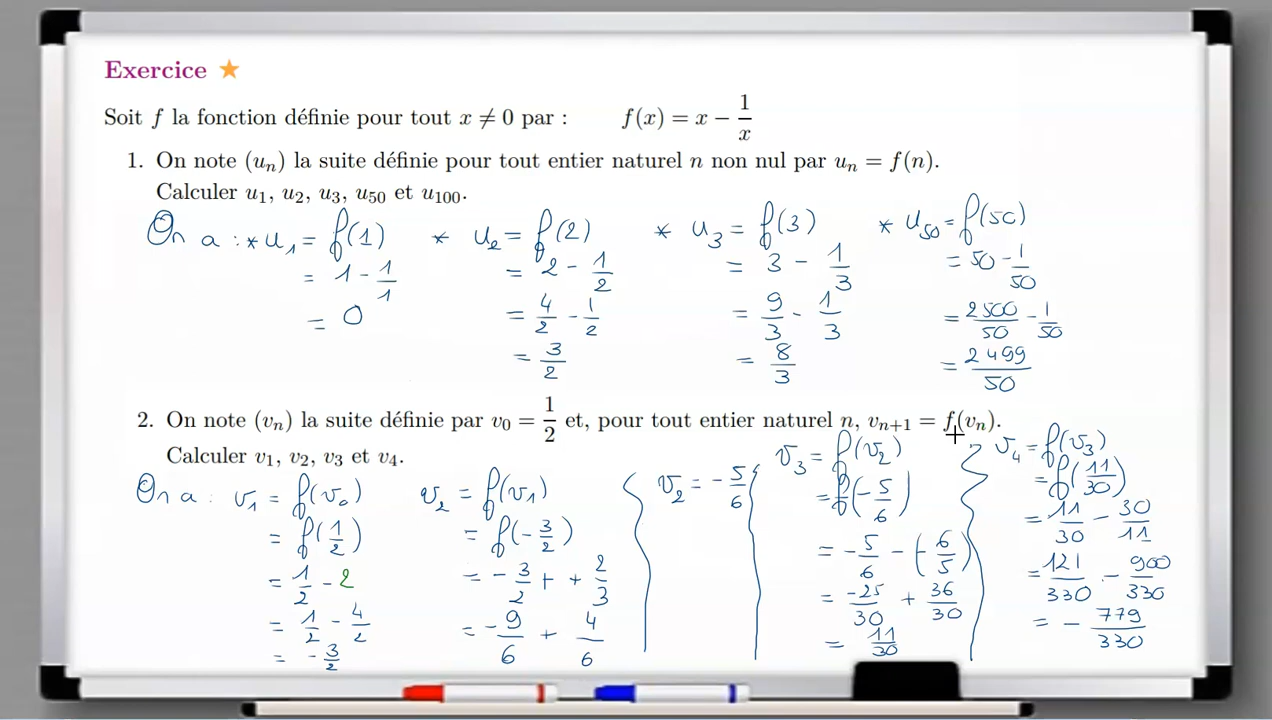 Exercice ★
Soit f la fonction définie pour tout x ≠ 0 par : f(x) = x − 1/x
1. On note (uₙ) la suite définie pour tout entier naturel n non nul par uₙ = f(n).
Calculer u₁, u₂, u₃, u₅₀ et u₁₀₀.
On a : * u₁ = f(1)
= 1 − 1/1
= 0
* u₂ = f(2)
= 2 − 1/2
= 4/2 − 1/2
= 3/2
* u₃ = f(3)
= 3 − 1/3
= 9/3 − 1/3
= 8/3
* u₅₀ = f(50)
= 50 − 1/50
= 2500/50 − 1/50
= 2499/50
2. On note (vₙ) la suite définie par v₀ = 1/2 et, pour tout entier naturel n, vₙ₊₁ = f(vₙ).
Calculer v₁, v₂, v₃ et v₄.
On a : v₁ = f(v₀)
= f(1/2)
= 1/2 − 2
= 1/2 − 4/2
= −3/2
v₂ = f(v₁)
= f(−3/2)
= −3/2 + + 2/3
= −9/6 + 4/6
v₂ = −5/6
v₃ = f(v₂)
= f(−5/6)
= −5/6 − (−6/5)
= −25/30 + 36/30
= 11/30
v₄ = f(v₃)
= f(11/30)
= 11/30 − 30/11
= 121/330 − 900/330
= − 779/330